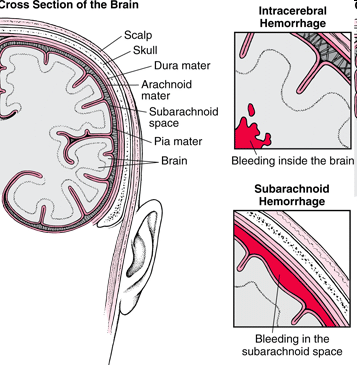 Cross Section of the Brain
Scalp
Skull
Dura mater
Arachnoid
mater
Subarachnoid
space
Pia mater
Brain
Intracerebral
Hemorrhage
Bleeding inside the brain
Subarachnoid
Hemorrhage
Bleeding in the
subarachnoid space